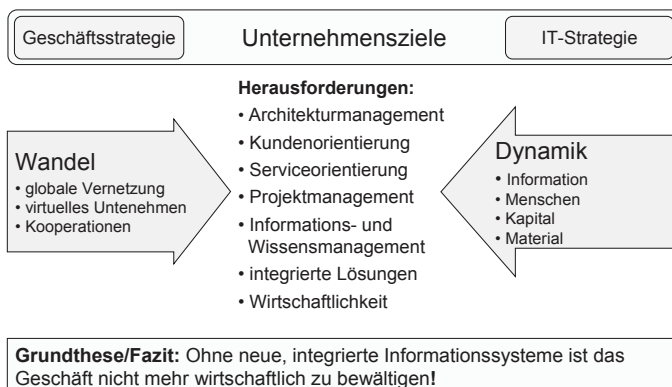 Geschäftsstrategie Unternehmensziele IT-Strategie
Herausforderungen:
• Architekturmanagement
• Kundenorientierung
• Serviceorientierung
• Projektmanagement
• Informations- und
Wissensmanagement
• integrierte Lösungen
• Wirtschaftlichkeit
Wandel
• globale Vernetzung
• virtuelles Untenehmen
• Kooperationen
Dynamik
• Information
• Menschen
• Kapital
• Material
Grundthese/Fazit: Ohne neue, integrierte Informationssysteme ist das
Geschäft nicht mehr wirtschaftlich zu bewältigen!